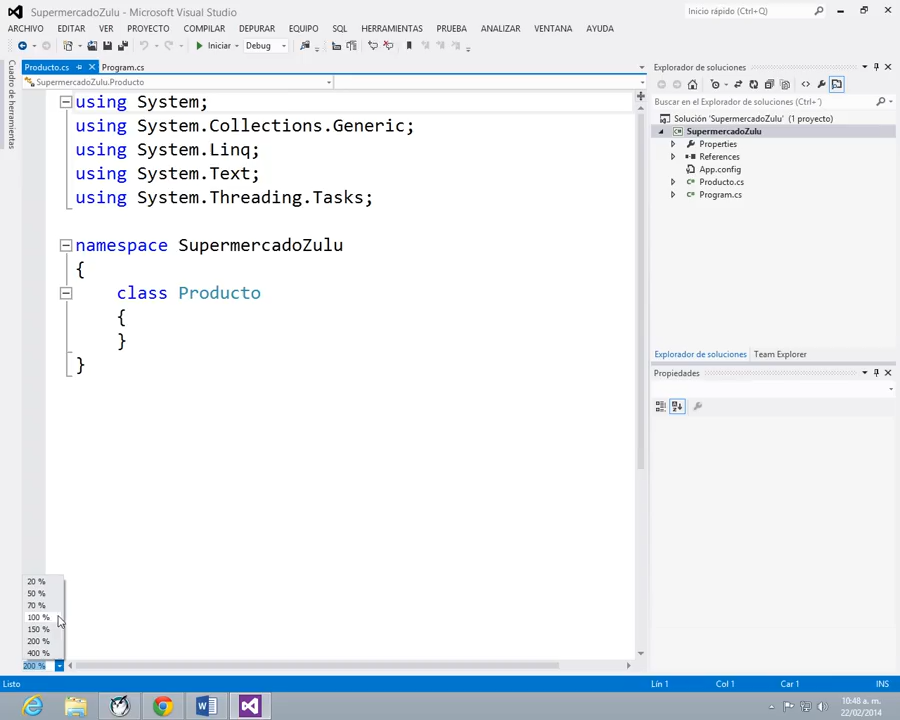 SupermercadoZulu - Microsoft Visual Studio
Inicio rápido (Ctrl+Q)
ARCHIVO EDITAR VER PROYECTO COMPILAR DEPURAR EQUIPO SQL HERRAMIENTAS PRUEBA ANALIZAR VENTANA AYUDA
Iniciar Debug
Cuadro de herramientas
Producto.cs Program.cs
SupermercadoZulu.Producto
using System;
using System.Collections.Generic;
using System.Linq;
using System.Text;
using System.Threading.Tasks;
namespace SupermercadoZulu
{
class Producto
{
}
}
20 %
50 %
70 %
100 %
150 %
200 %
400 %
200 %
Explorador de soluciones
Buscar en el Explorador de soluciones (Ctrl+')
Solución 'SupermercadoZulu' (1 proyecto)
SupermercadoZulu
Properties
References
App.config
Producto.cs
Program.cs
Explorador de soluciones Team Explorer
Propiedades
Listo Lín 1 Col 1 Car 1 INS
10:48 a. m.
22/02/2014